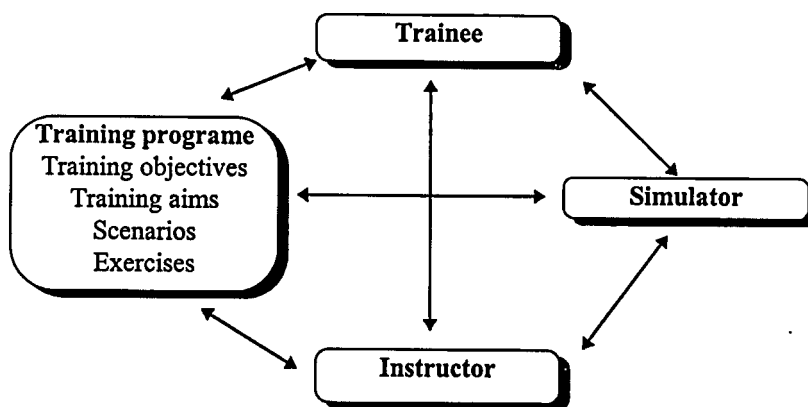 Trainee
Training programe
Training objectives
Training aims
Scenarios
Exercises
Simulator
Instructor